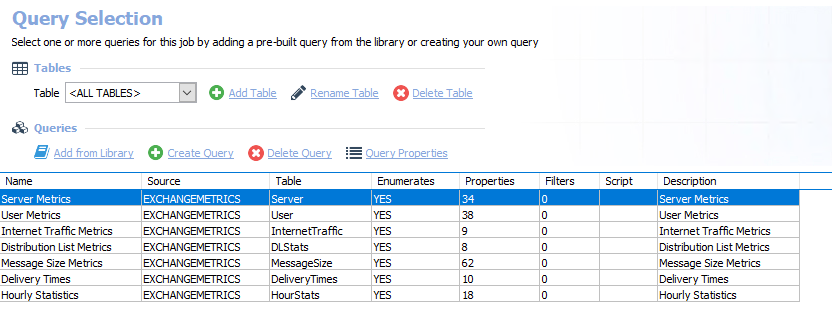 Query Selection
Select one or more queries for this job by adding a pre-built query from the library or creating your own query
Tables
Table <ALL TABLES> Add Table Rename Table Delete Table
Queries
Add from Library Create Query Delete Query Query Properties
Name Source Table Enumerates Properties Filters Script Description
Server Metrics EXCHANGEMETRICS Server YES 34 0 Server Metrics
User Metrics EXCHANGEMETRICS User YES 38 0 User Metrics
Internet Traffic Metrics EXCHANGEMETRICS InternetTraffic YES 9 0 Internet Traffic Metrics
Distribution List Metrics EXCHANGEMETRICS DLStats YES 8 0 Distribution List Metrics
Message Size Metrics EXCHANGEMETRICS MessageSize YES 62 0 Message Size Metrics
Delivery Times EXCHANGEMETRICS DeliveryTimes YES 10 0 Delivery Times
Hourly Statistics EXCHANGEMETRICS HourStats YES 18 0 Hourly Statistics